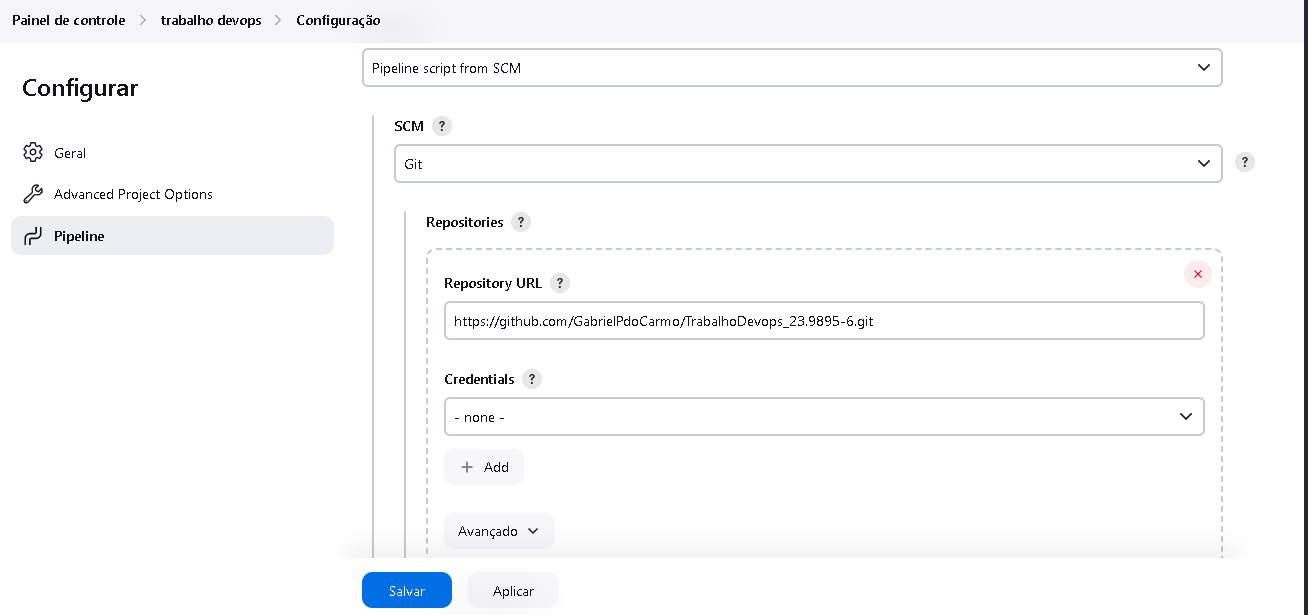 Painel de controle > trabalho devops > Configuração
Configurar
Geral
Advanced Project Options
Pipeline
Pipeline script from SCM
SCM ?
Git
?
Repositories ?
Repository URL ?
https://github.com/GabrielPdoCarmo/TrabalhoDevops_23.9895-6.git
Credentials ?
- none -
+ Add
Avançado
Salvar
Aplicar